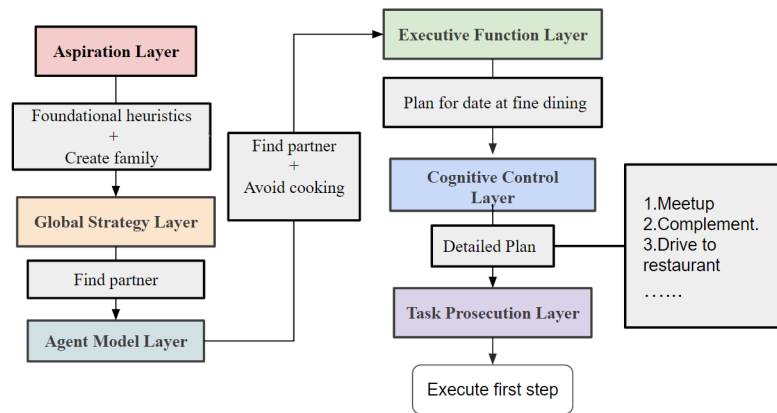 Aspiration Layer
Foundational heuristics
+
Create family
Global Strategy Layer
Find partner
Agent Model Layer
Find partner
+
Avoid cooking
Executive Function Layer
Plan for date at fine dining
Cognitive Control
Layer
Detailed Plan
1.Meetup
2.Complement.
3.Drive to
restaurant
......
Task Prosecution Layer
Execute first step